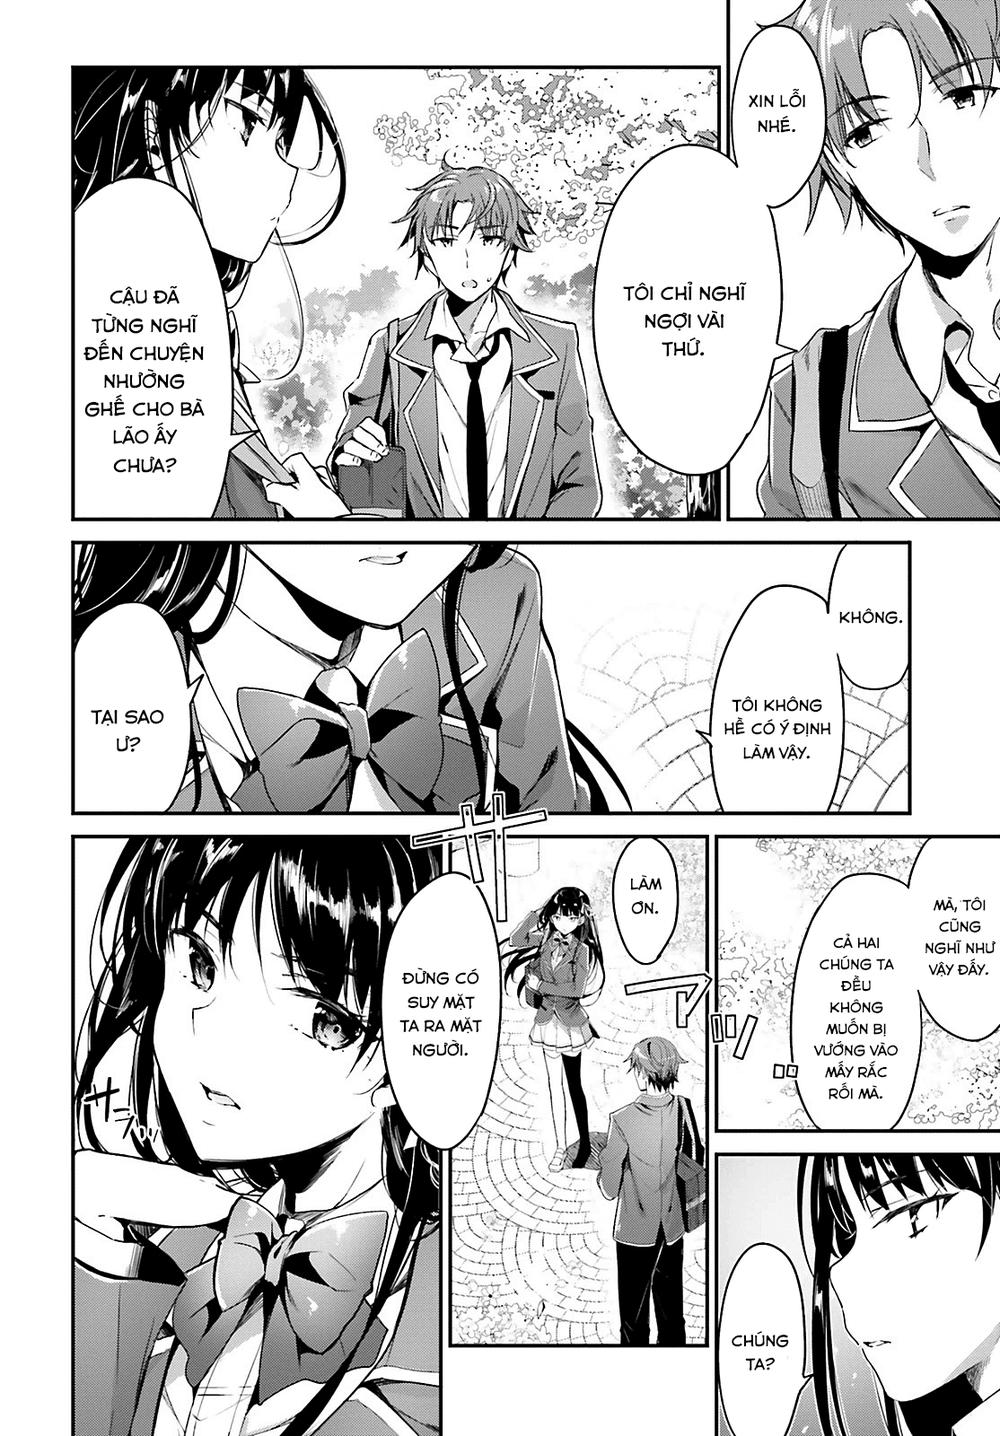 XIN LỖI
NHÉ.
TÔI CHỈ NGHĨ
NGỢI VÀI
THỨ.
CẬU ĐÃ
TỪNG NGHĨ
ĐẾN CHUYỆN
NHƯỜNG
GHẾ CHO BÀ
LÃO ẤY
CHƯA?
KHÔNG.
TÔI KHÔNG
HỀ CÓ Ý ĐỊNH
LÀM VẬY.
TẠI SAO
Ư?
MÀ, TÔI
CŨNG
NGHĨ NHƯ
VẬY ĐẤY.
CẢ HAI
CHÚNG TA
ĐỀU
KHÔNG
MUỐN BỊ
VƯỚNG VÀO
MẤY RẮC
RỐI MÀ.
CHÚNG
TA?
LÀM
ƠN.
ĐỪNG CÓ
SUY MẶT
TA RA MẶT
NGƯỜI.